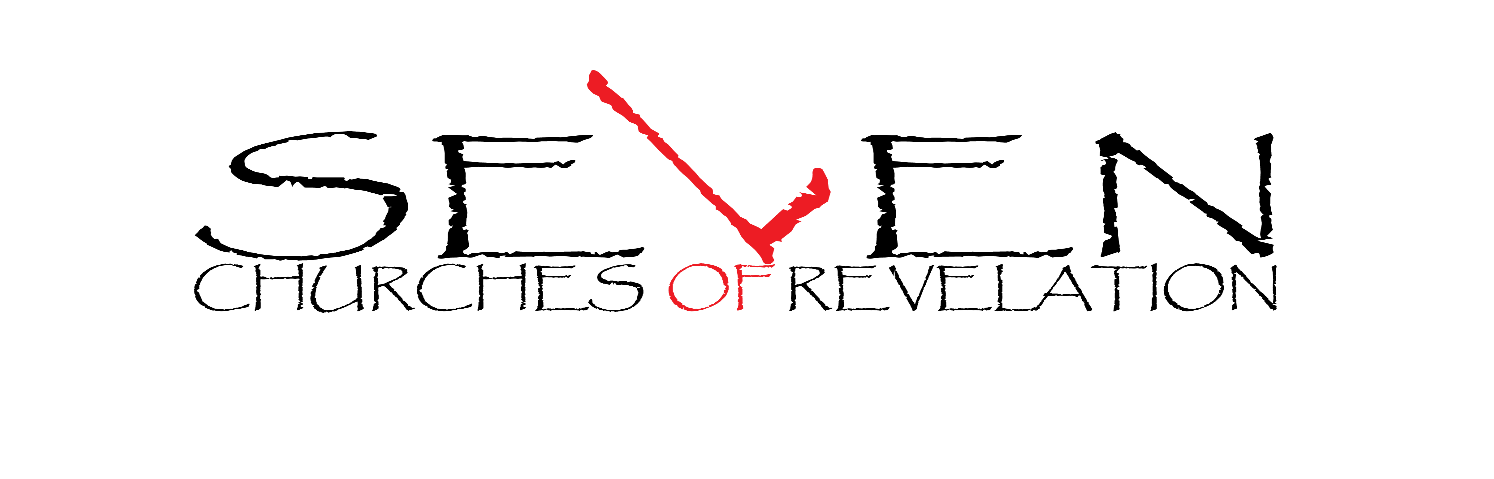 SEVEN
CHURCHES OF REVELATION